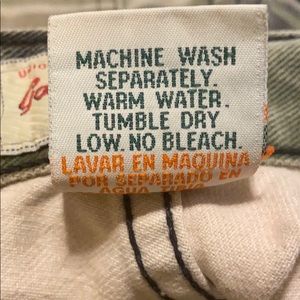 MACHINE WASH
SEPARATELY.
WARM WATER.
TUMBLE DRY
LOW. NO BLEACH.
LAVAR EN MAQUINA
POR SEPARADO EN